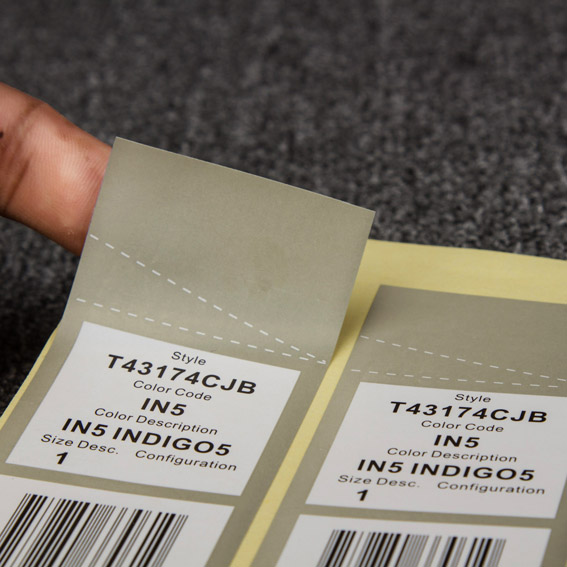 Style
T43174CJB
Color Code
IN5
Color Description
IN5 INDIGO5
Size Desc. Configuration
1
Style
T43174CJB
Color Code
IN5
Color Description
IN5 INDIGO5
Size Desc. Configuration
1